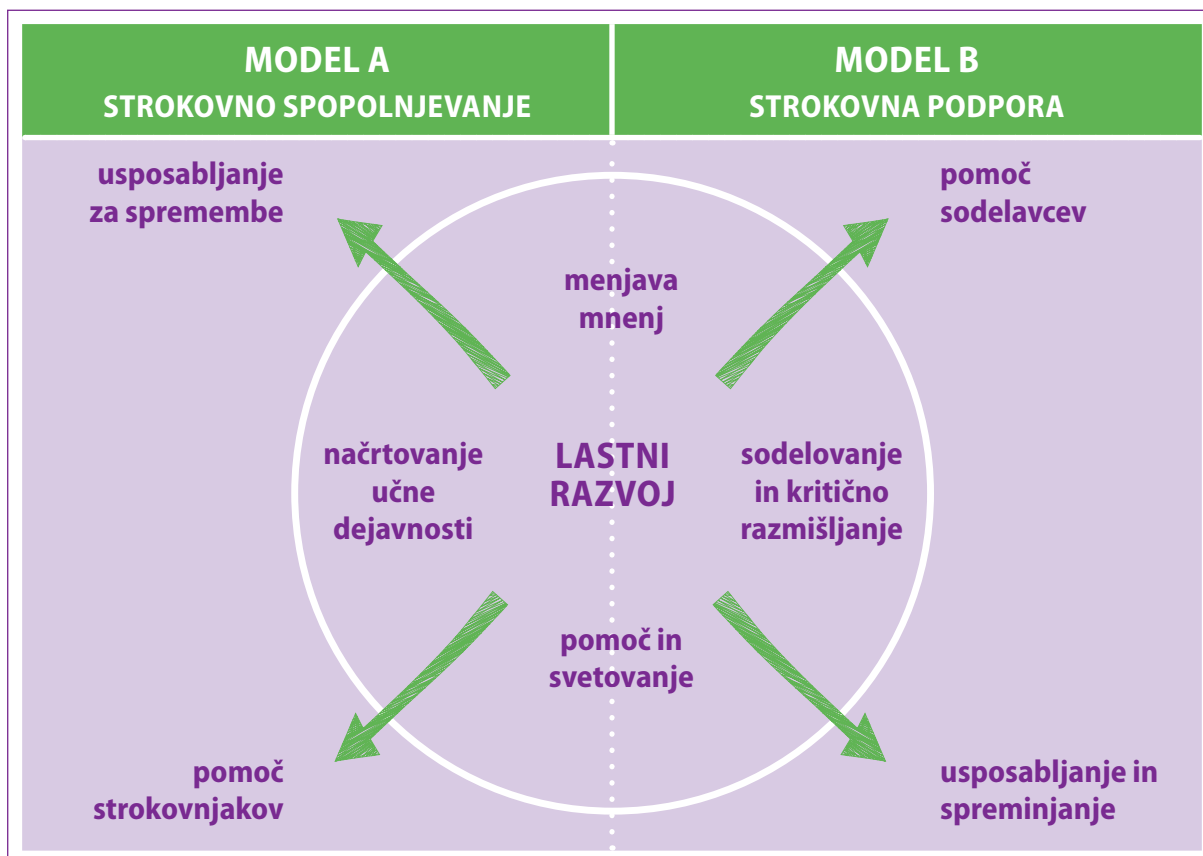 MODEL A
STROKOVNO SPOPOLNJEVANJE
MODEL B
STROKOVNA PODPORA
usposabljanje
za spremembe
pomoč
sodelavcev
menjava
mnenj
načrtovanje
učne
dejavnosti
LASTNI
RAZVOJ
sodelovanje
in kritično
razmišljanje
pomoč in
svetovanje
pomoč
strokovnjakov
usposabljanje in
spreminjanje